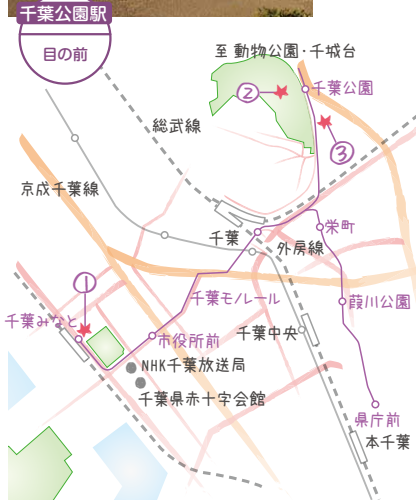 千葉公園駅
目の前
至 動物公園・千城台
②
千葉公園
③
総武線
京成千葉線
千葉
栄町
外房線
①
千葉モノレール
葭川公園
千葉みなと
市役所前
千葉中央
NHK千葉放送局
千葉県赤十字会館
県庁前
本千葉